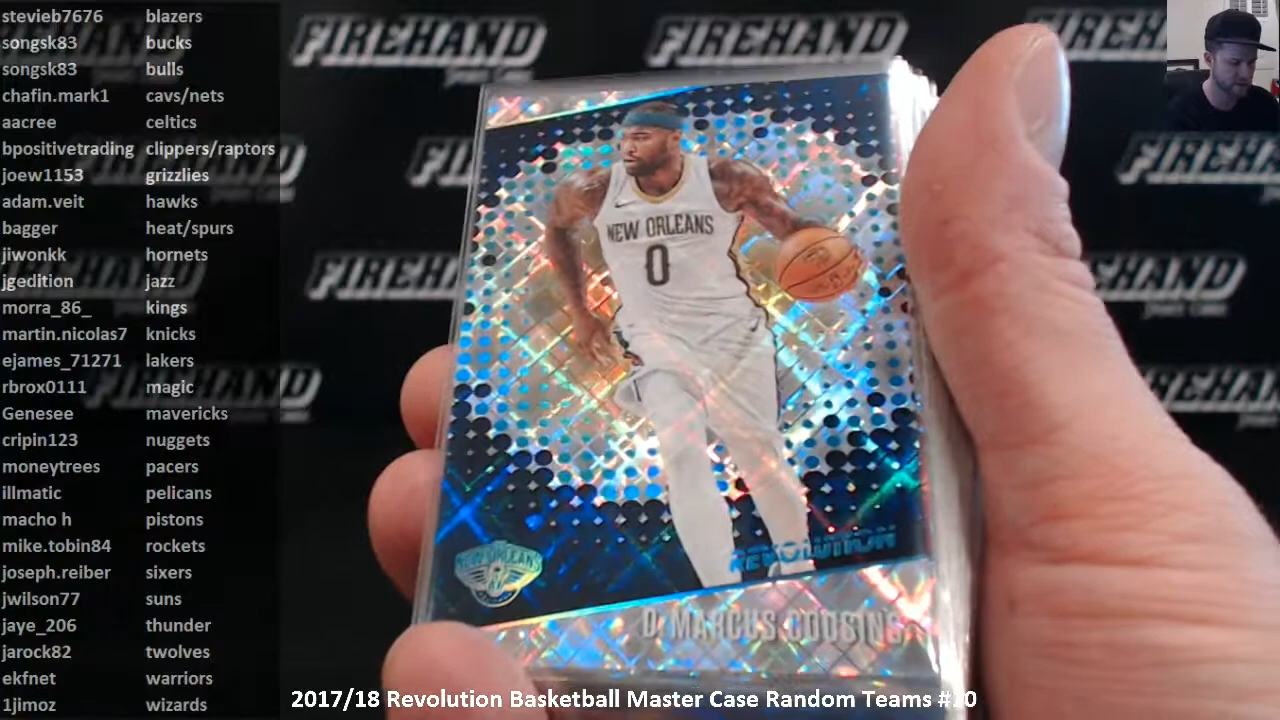 stevieb7676 blazers
songsk83 bucks
songsk83 bulls
chafin.mark1 cavs/nets
aacree celtics
bpositivetrading clippers/raptors
joew1153 grizzlies
adam.veit hawks
bagger heat/spurs
jiwonkk hornets
jgedition jazz
morra_86_ kings
martin.nicolas7 knicks
ejames_71271 lakers
rbrox0111 magic
Genesee mavericks
cripin123 nuggets
moneytrees pacers
illmatic pelicans
macho h pistons
mike.tobin84 rockets
joseph.reiber sixers
jwilson77 suns
jaye_206 thunder
jarock82 twolves
ekfnet warriors
1jimoz wizards
FIREHAND
FIREHAND
NEW ORLEANS
0
REVOLUTION
NEW ORLEANS
D MARCUS COUSINS
2017/18 Revolution Basketball Master Case Random Teams #10